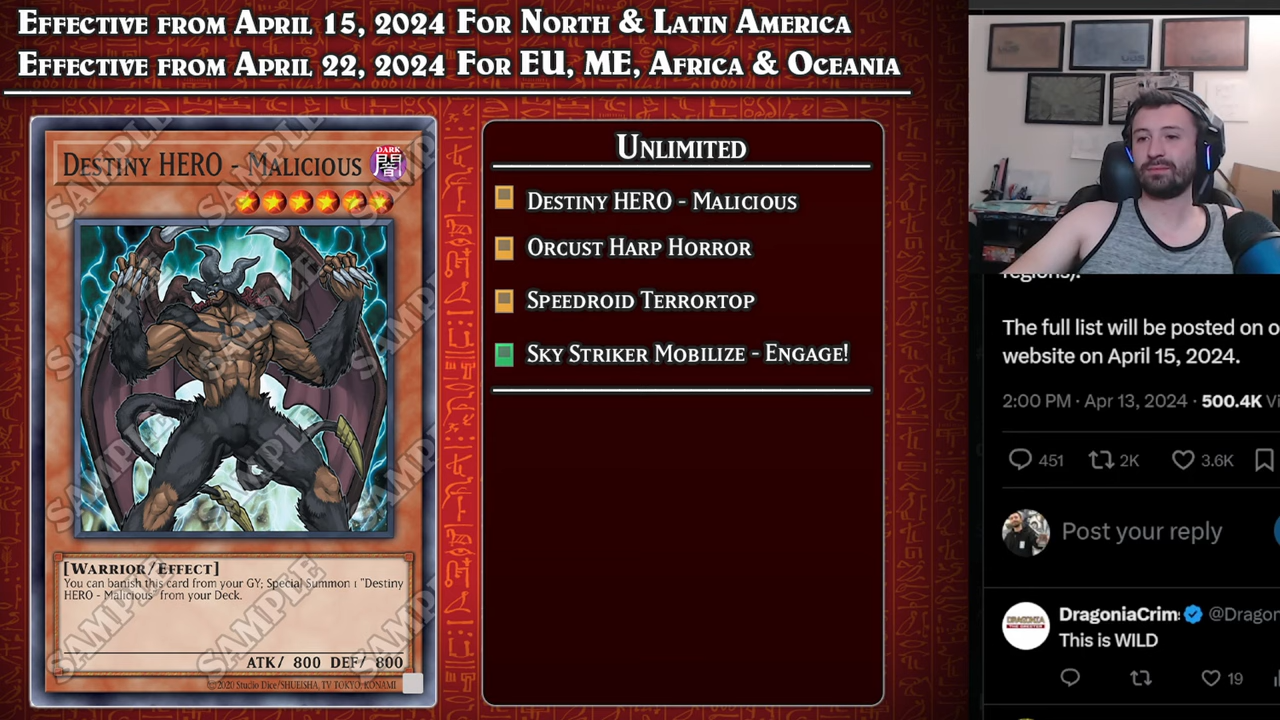 Effective from April 15, 2024 For North & Latin America
Effective from April 22, 2024 For EU, ME, Africa & Oceania
Destiny HERO - Malicious
DARK
闇
SAMPLE
[Warrior/Effect]
You can banish this card from your GY; Special Summon 1 "Destiny
HERO - Malicious" from your Deck.
ATK/ 800 DEF/ 800
©2020 Studio Dice/SHUEISHA, TV TOKYO, KONAMI
Unlimited
Destiny HERO - Malicious
Orcust Harp Horror
Speedroid Terrortop
Sky Striker Mobilize - Engage!
regions).
The full list will be posted on o
website on April 15, 2024.
2:00 PM · Apr 13, 2024 · 500.4K Vi
451 2K 3.6K
Post your reply
DragoniaCrim @Dragon
This is WILD
19